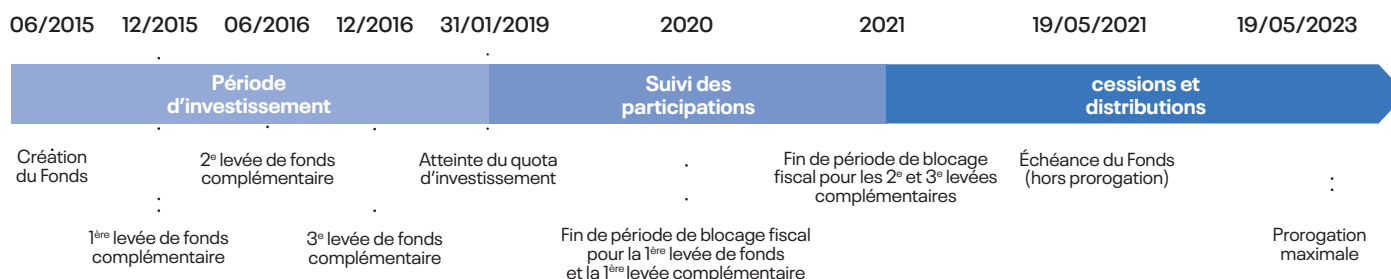 06/2015 12/2015 06/2016 12/2016 31/01/2019 2020 2021 19/05/2021 19/05/2023
Période
d’investissement
Suivi des
participations
cessions et
distributions
Création
du Fonds
2e levée de fonds
complémentaire
Atteinte du quota
d’investissement
Fin de période de blocage
fiscal pour les 2e et 3e levées
complémentaires
Échéance du Fonds
(hors prorogation)
1ère levée de fonds
complémentaire
3e levée de fonds
complémentaire
Fin de période de blocage fiscal
pour la 1ère levée de fonds
et la 1ère levée complémentaire
Prorogation
maximale